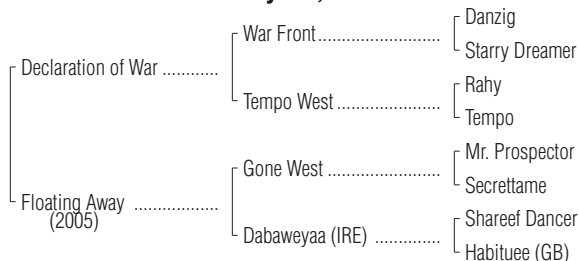 Danzig
War Front....................
Starry Dreamer
Declaration of War ............
Rahy
Tempo West .................
Tempo
Mr. Prospector
Gone West ...................
Secrettame
Floating Away ..................
(2005)
Shareef Dancer
Dabaweyaa (IRE) ..............
Habituee (GB)